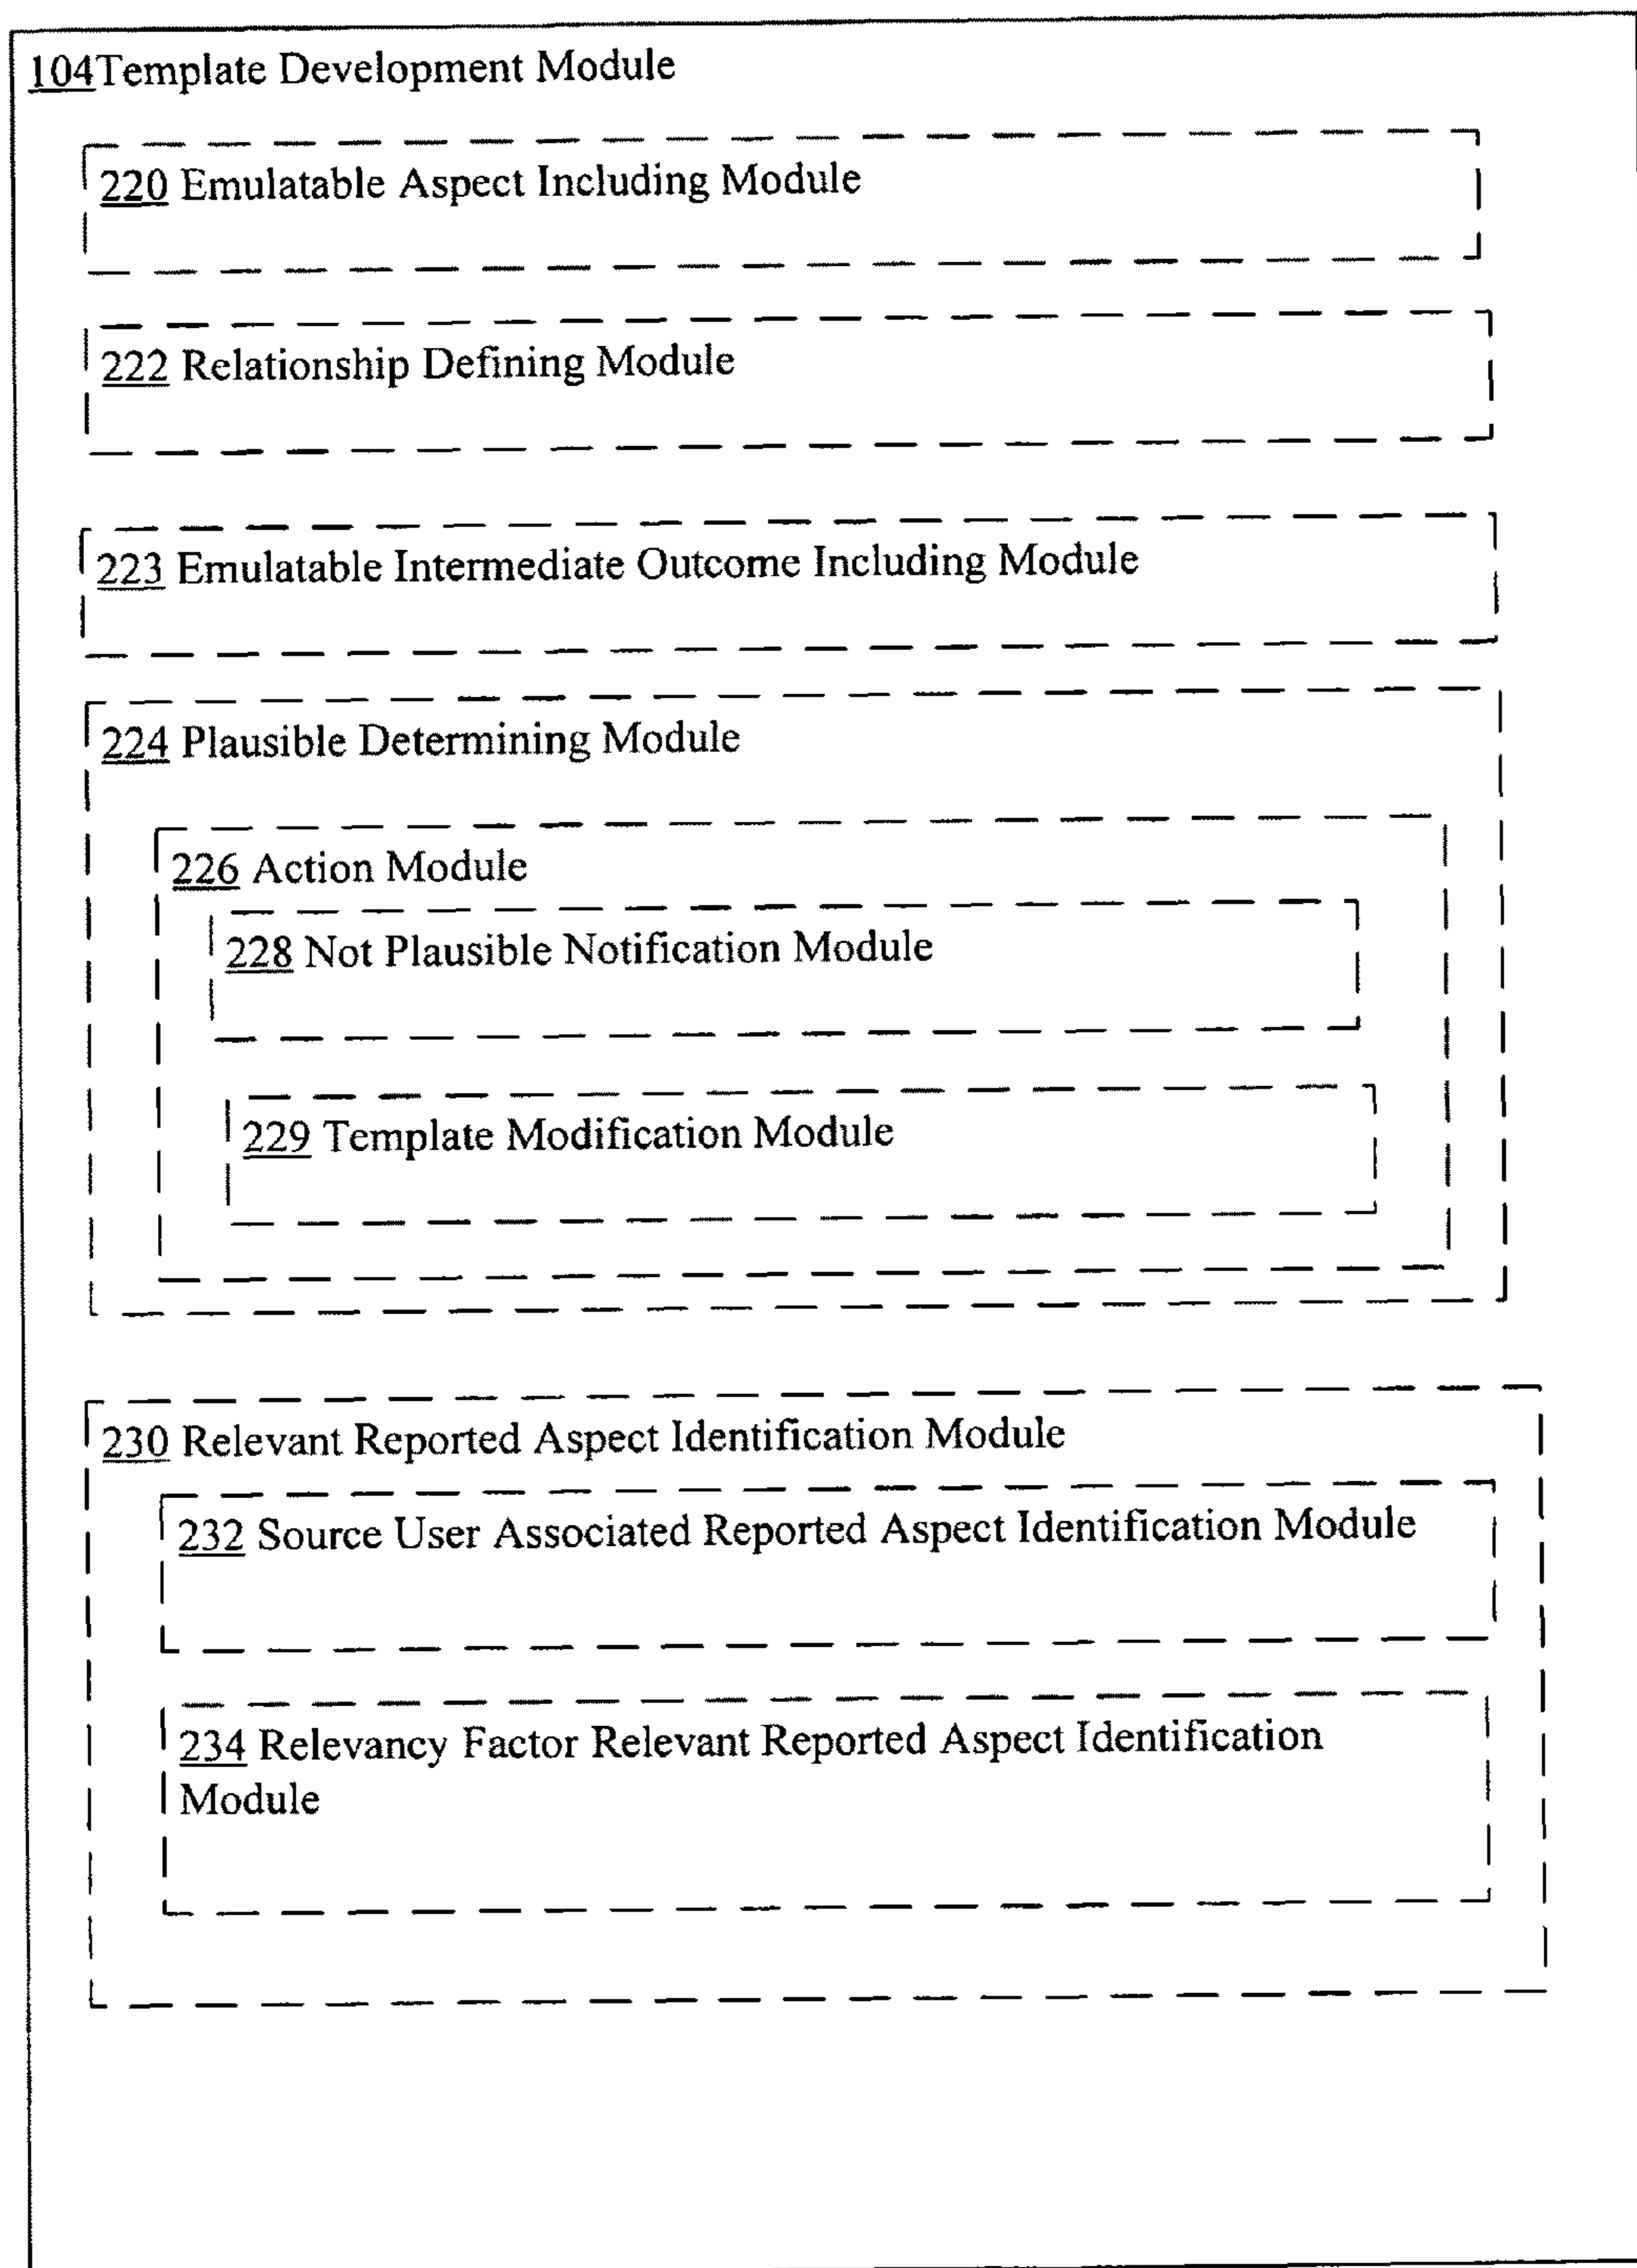 104Template Development Module
220 Emulatable Aspect Including Module
222 Relationship Defining Module
223 Emulatable Intermediate Outcome Including Module
224 Plausible Determining Module
226 Action Module
228 Not Plausible Notification Module
229 Template Modification Module
230 Relevant Reported Aspect Identification Module
232 Source User Associated Reported Aspect Identification Module
234 Relevancy Factor Relevant Reported Aspect Identification
Module